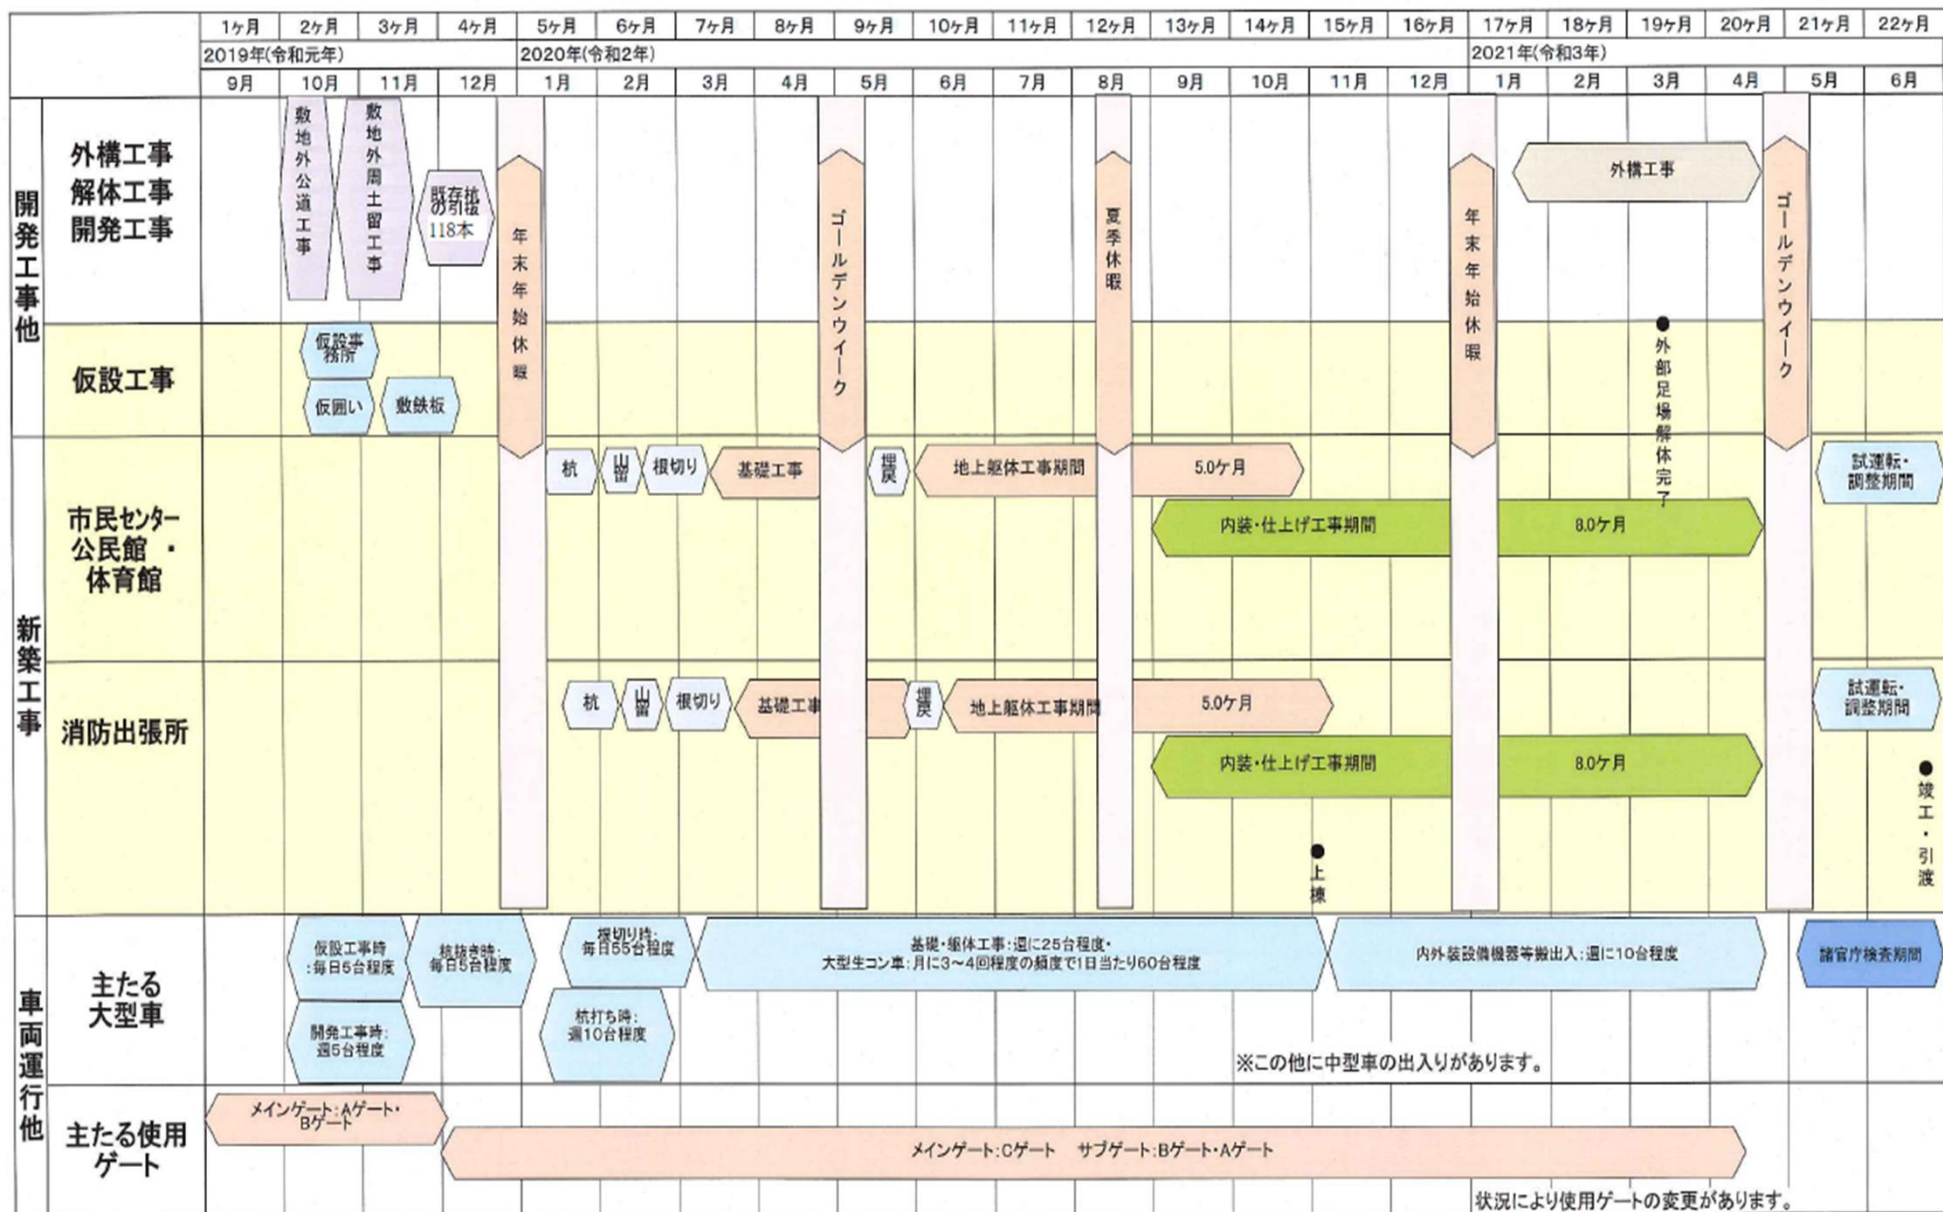 1ヶ月 2ヶ月 3ヶ月 4ヶ月 5ヶ月 6ヶ月 7ヶ月 8ヶ月 9ヶ月 10ヶ月 11ヶ月 12ヶ月 13ヶ月 14ヶ月 15ヶ月 16ヶ月 17ヶ月 18ヶ月 19ヶ月 20ヶ月 21ヶ月 22ヶ月
2019年(令和元年) 2020年(令和2年) 2021年(令和3年)
9月 10月 11月 12月 1月 2月 3月 4月 5月 6月 7月 8月 9月 10月 11月 12月 1月 2月 3月 4月 5月 6月
開発工事他
外構工事
解体工事
開発工事
敷地外公道工事
敷地外周土留工事
既存杭
の引抜
118本
年末年始休暇
ゴールデンウイーク
夏季休暇
年末年始休暇
外構工事
ゴールデンウイーク
仮設工事
仮設事
務所
仮囲い
敷鉄板
●外部足場解体完了
新築工事
市民センター
公民館 ・
体育館
杭
山留
根切り
基礎工事
埋戻
地上躯体工事期間 5.0ケ月
内装・仕上げ工事期間 8.0ケ月
試運転・
調整期間
消防出張所
杭
山留
根切り
基礎工事
埋戻
地上躯体工事期間 5.0ケ月
内装・仕上げ工事期間 8.0ケ月
試運転・
調整期間
●上棟
●竣工・引渡
車両運行他
主たる
大型車
仮設工事時
:毎日5台程度
杭抜き時:
毎日5台程度
開発工事時:
週5台程度
根切り時:
毎日55台程度
杭打ち時:
週10台程度
基礎・躯体工事:週に25台程度・
大型生コン車:月に3〜4回程度の頻度で1日当たり60台程度
内外装設備機器等搬出入:週に10台程度
諸官庁検査期間
※この他に中型車の出入りがあります。
主たる使用
ゲート
メインゲート:Aゲート・
Bゲート
メインゲート:Cゲート サブゲート:Bゲート・Aゲート
状況により使用ゲートの変更があります。